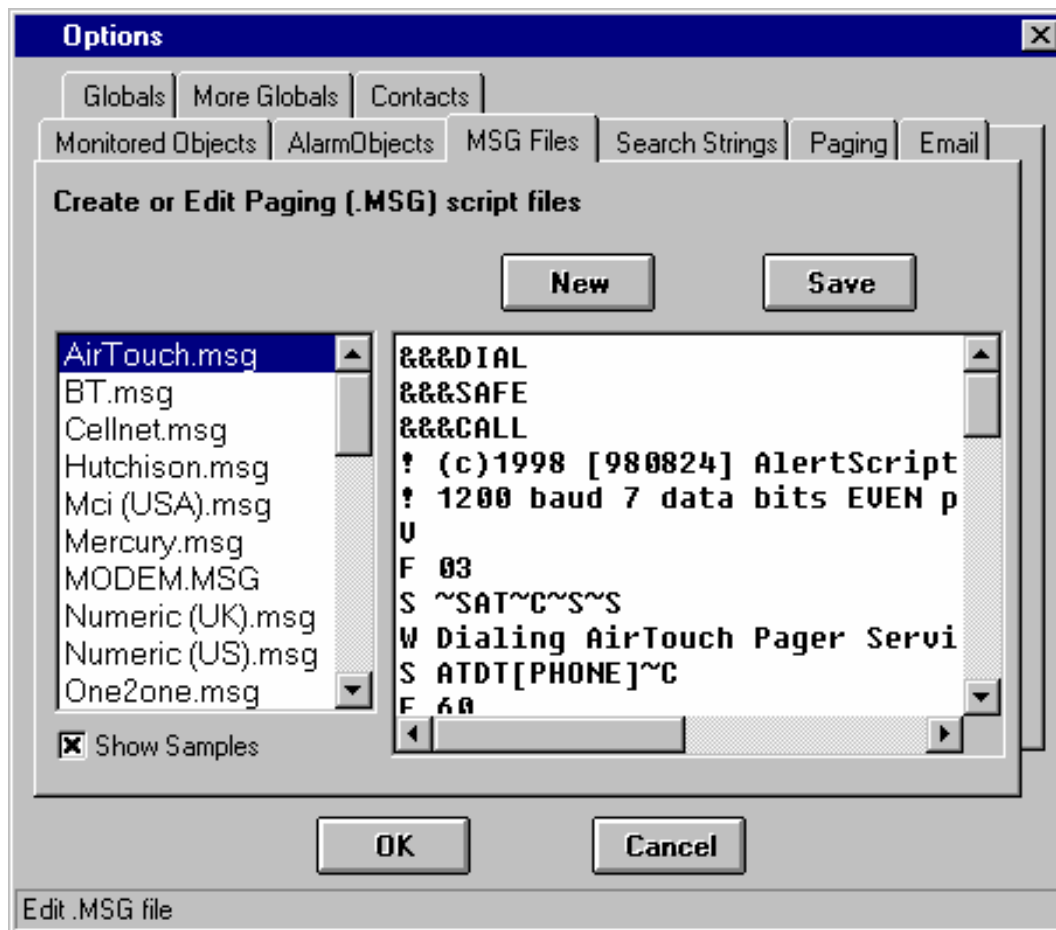 Options
Globals More Globals Contacts
Monitored Objects AlarmObjects MSG Files Search Strings Paging Email
Create or Edit Paging (.MSG) script files
New Save
AirTouch.msg
BT.msg
Cellnet.msg
Hutchison.msg
Mci (USA).msg
Mercury.msg
MODEM.MSG
Numeric (UK).msg
Numeric (US).msg
One2one.msg
&&&DIAL
&&&SAFE
&&&CALL
! (c)1998 [980824] AlertScript
! 1200 baud 7 data bits EVEN p
V
F 03
S ~SAT~C~S~S
W Dialing AirTouch Pager Servi
S ATDT[PHONE]~C
F 60
Show Samples
OK Cancel
Edit .MSG file